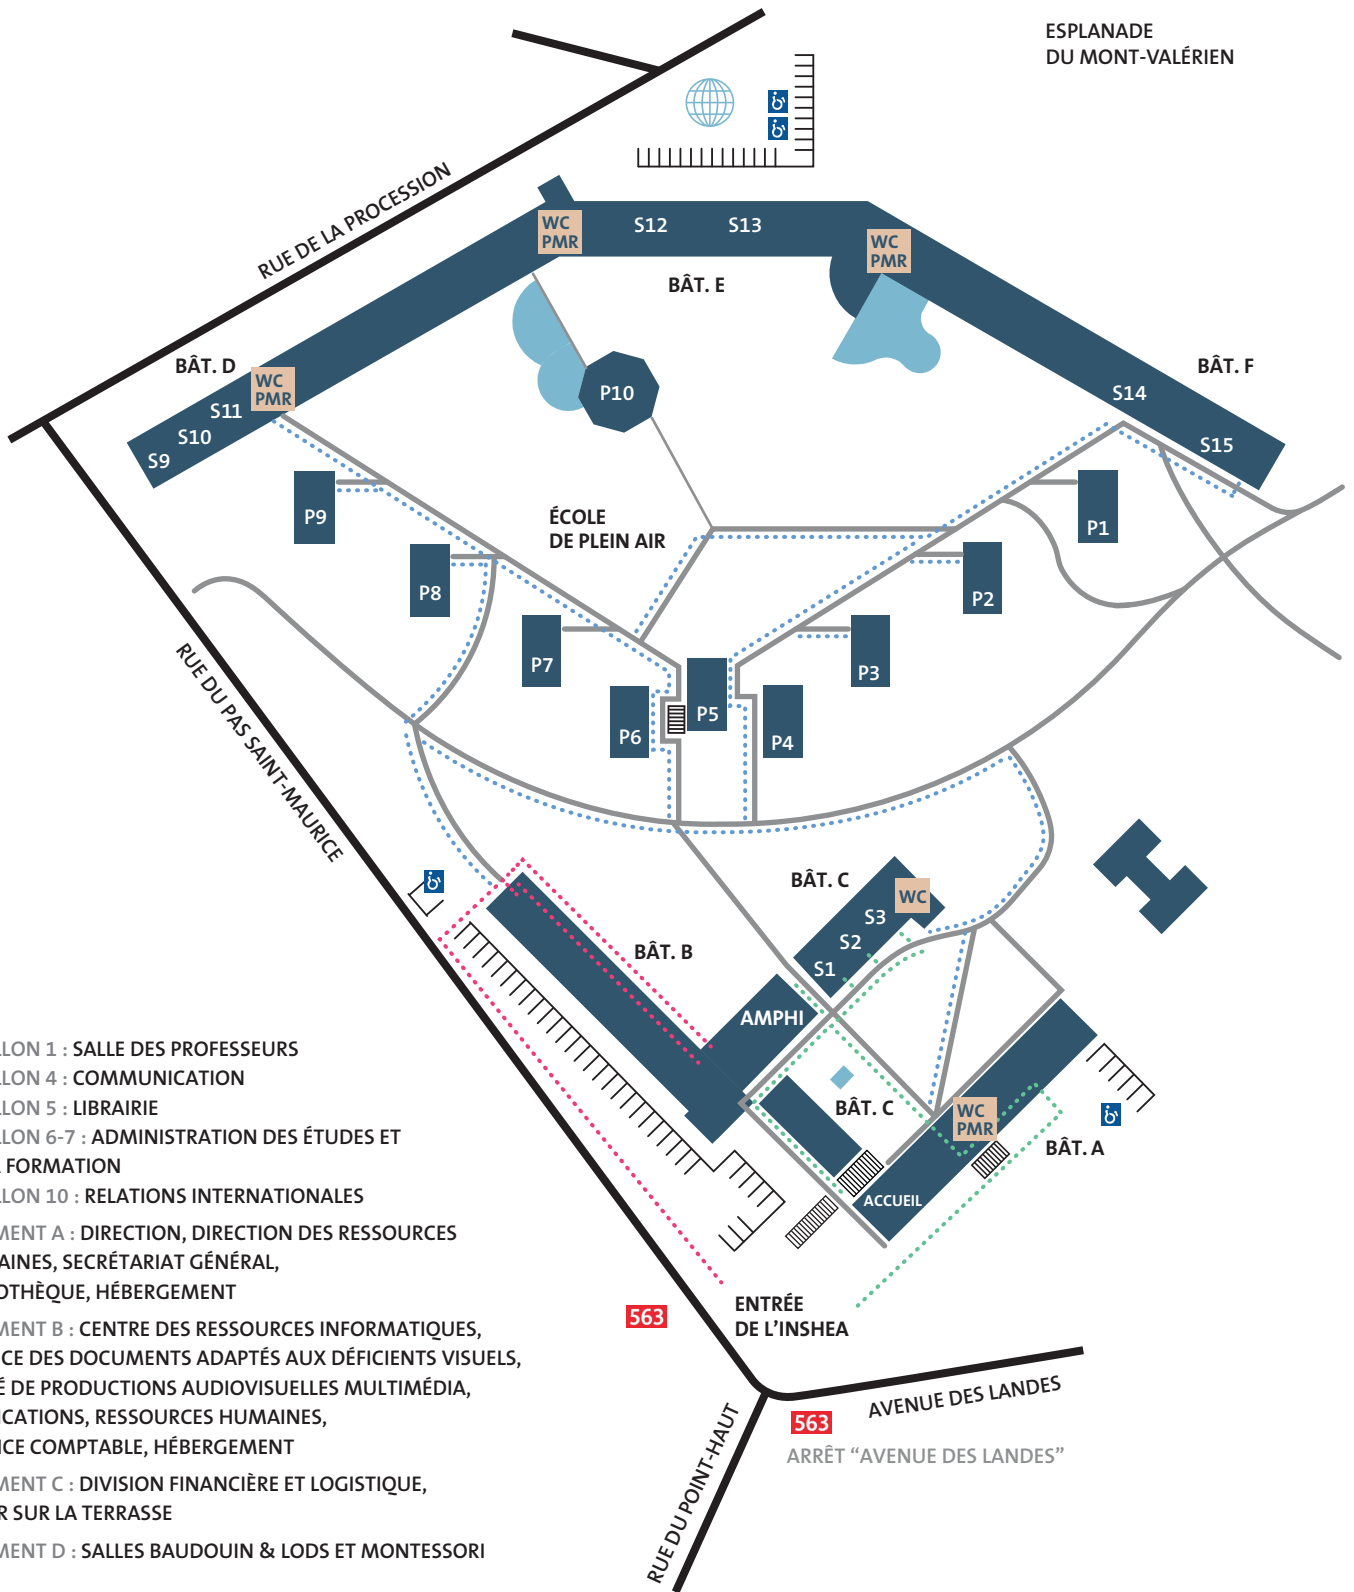 ESPLANADE
DU MONT-VALÉRIEN
RUE DE LA PROCESSION
WC
PMR
S12
S13
WC
PMR
BÂT. E
BÂT. D
WC
PMR
S11
S10
S9
P10
BÂT. F
S14
S15
P9
ÉCOLE
DE PLEIN AIR
P1
P8
P2
P7
P3
P6
P5
P4
RUE DU PAS SAINT-MAURICE
BÂT. C
WC
S3
S2
S1
BÂT. B
AMPHI
BÂT. C
WC
PMR
BÂT. A
ACCUEIL
LLON 1 : SALLE DES PROFESSEURS
LLON 4 : COMMUNICATION
LLON 5 : LIBRAIRIE
LLON 6-7 : ADMINISTRATION DES ÉTUDES ET
FORMATION
LLON 10 : RELATIONS INTERNATIONALES
MENT A : DIRECTION, DIRECTION DES RESSOURCES
AINES, SECRÉTARIAT GÉNÉRAL,
OTHÈQUE, HÉBERGEMENT
MENT B : CENTRE DES RESSOURCES INFORMATIQUES,
CE DES DOCUMENTS ADAPTÉS AUX DÉFICIENTS VISUELS,
É DE PRODUCTIONS AUDIOVISUELLES MULTIMÉDIA,
ICATIONS, RESSOURCES HUMAINES,
ICE COMPTABLE, HÉBERGEMENT
MENT C : DIVISION FINANCIÈRE ET LOGISTIQUE,
R SUR LA TERRASSE
MENT D : SALLES BAUDOUIN & LODS ET MONTESSORI
563
ENTRÉE
DE L'INSHEA
563
AVENUE DES LANDES
ARRÊT “AVENUE DES LANDES”
RUE DU POINT-HAUT